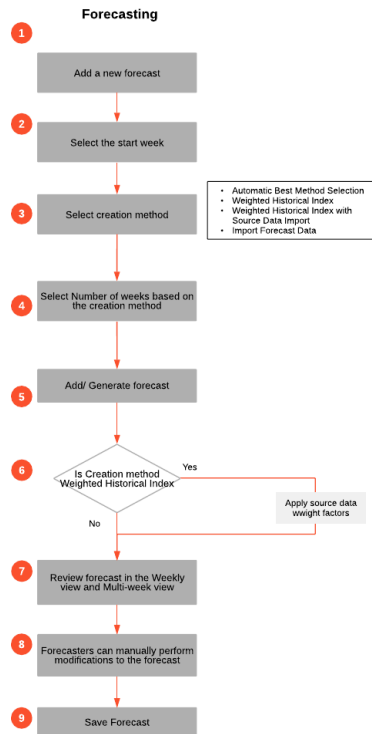 Forecasting
1
Add a new forecast
2
Select the start week
3
Select creation method
• Automatic Best Method Selection
• Weighted Historical Index
• Weighted Historical Index with
Source Data Import
• Import Forecast Data
4
Select Number of weeks based on
the creation method
5
Add/ Generate forecast
6
Is Creation method
Weighted Historical Index
Yes
Apply source data
wwight factors
No
7
Review forecast in the Weekly
view and Multi-week view
8
Forecasters can manually perform
modifications to the forecast
9
Save Forecast